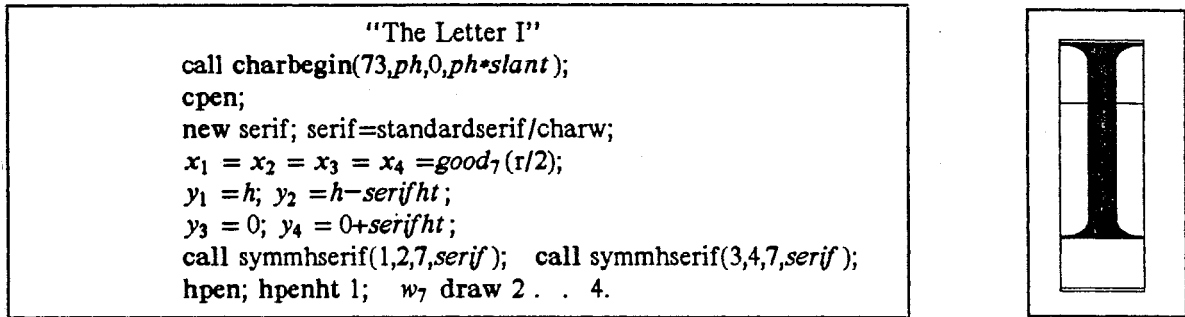 “The Letter I”
call charbegin(73,ph,0,ph*slant);
cpen;
new serif; serif=standardserif/charw;
x₁ = x₂ = x₃ = x₄ =good₇(r/2);
y₁ =h; y₂ =h−serifht;
y₃ = 0; y₄ = 0+serifht;
call symmhserif(1,2,7,serif); call symmhserif(3,4,7,serif);
hpen; hpenht 1; w₇ draw 2 . . 4.
I